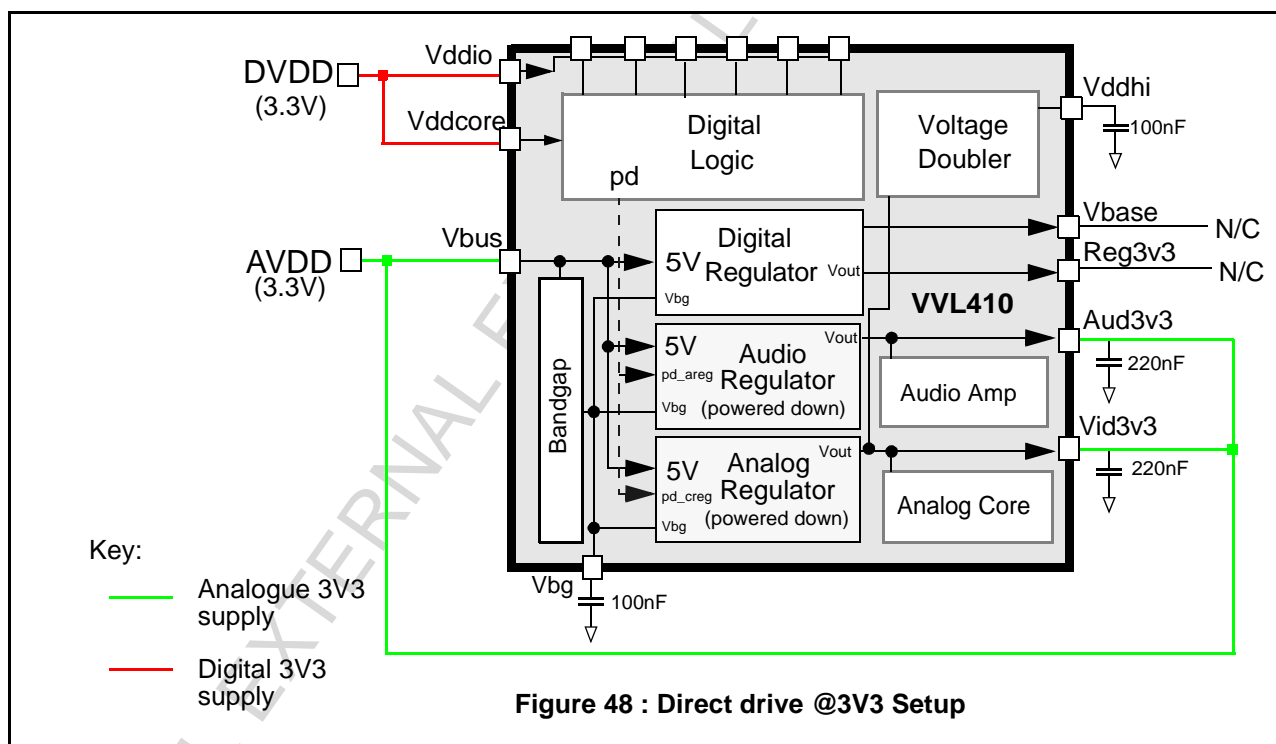 DVDD
(3.3V)
Vddio
Vddcore
Digital
Logic
pd
Voltage
Doubler
Vddhi
100nF
AVDD
(3.3V)
Vbus
Bandgap
5V
Digital
Regulator
Vout
Vbg
Vbase
N/C
Reg3v3
N/C
VVL410
5V
Audio
Regulator
(powered down)
Vout
pd_areg
Vbg
Audio Amp
Aud3v3
220nF
5V
Analog
Regulator
(powered down)
Vout
pd_creg
Vbg
Analog Core
Vid3v3
220nF
Vbg
100nF
Key:
Analogue 3V3
supply
Digital 3V3
supply
EXTERNAL
Figure 48 : Direct drive @3V3 Setup